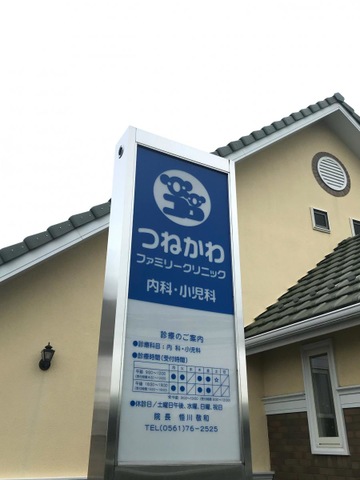 つねかわ
ファミリークリニック
内科・小児科
診療のご案内
●診療科目：内 科・小児科
●診療時間（受付時間）
●休診日／土曜日午後、水曜、日曜、祝日
院 長 恒川 敬和
TEL(0561)76-2525